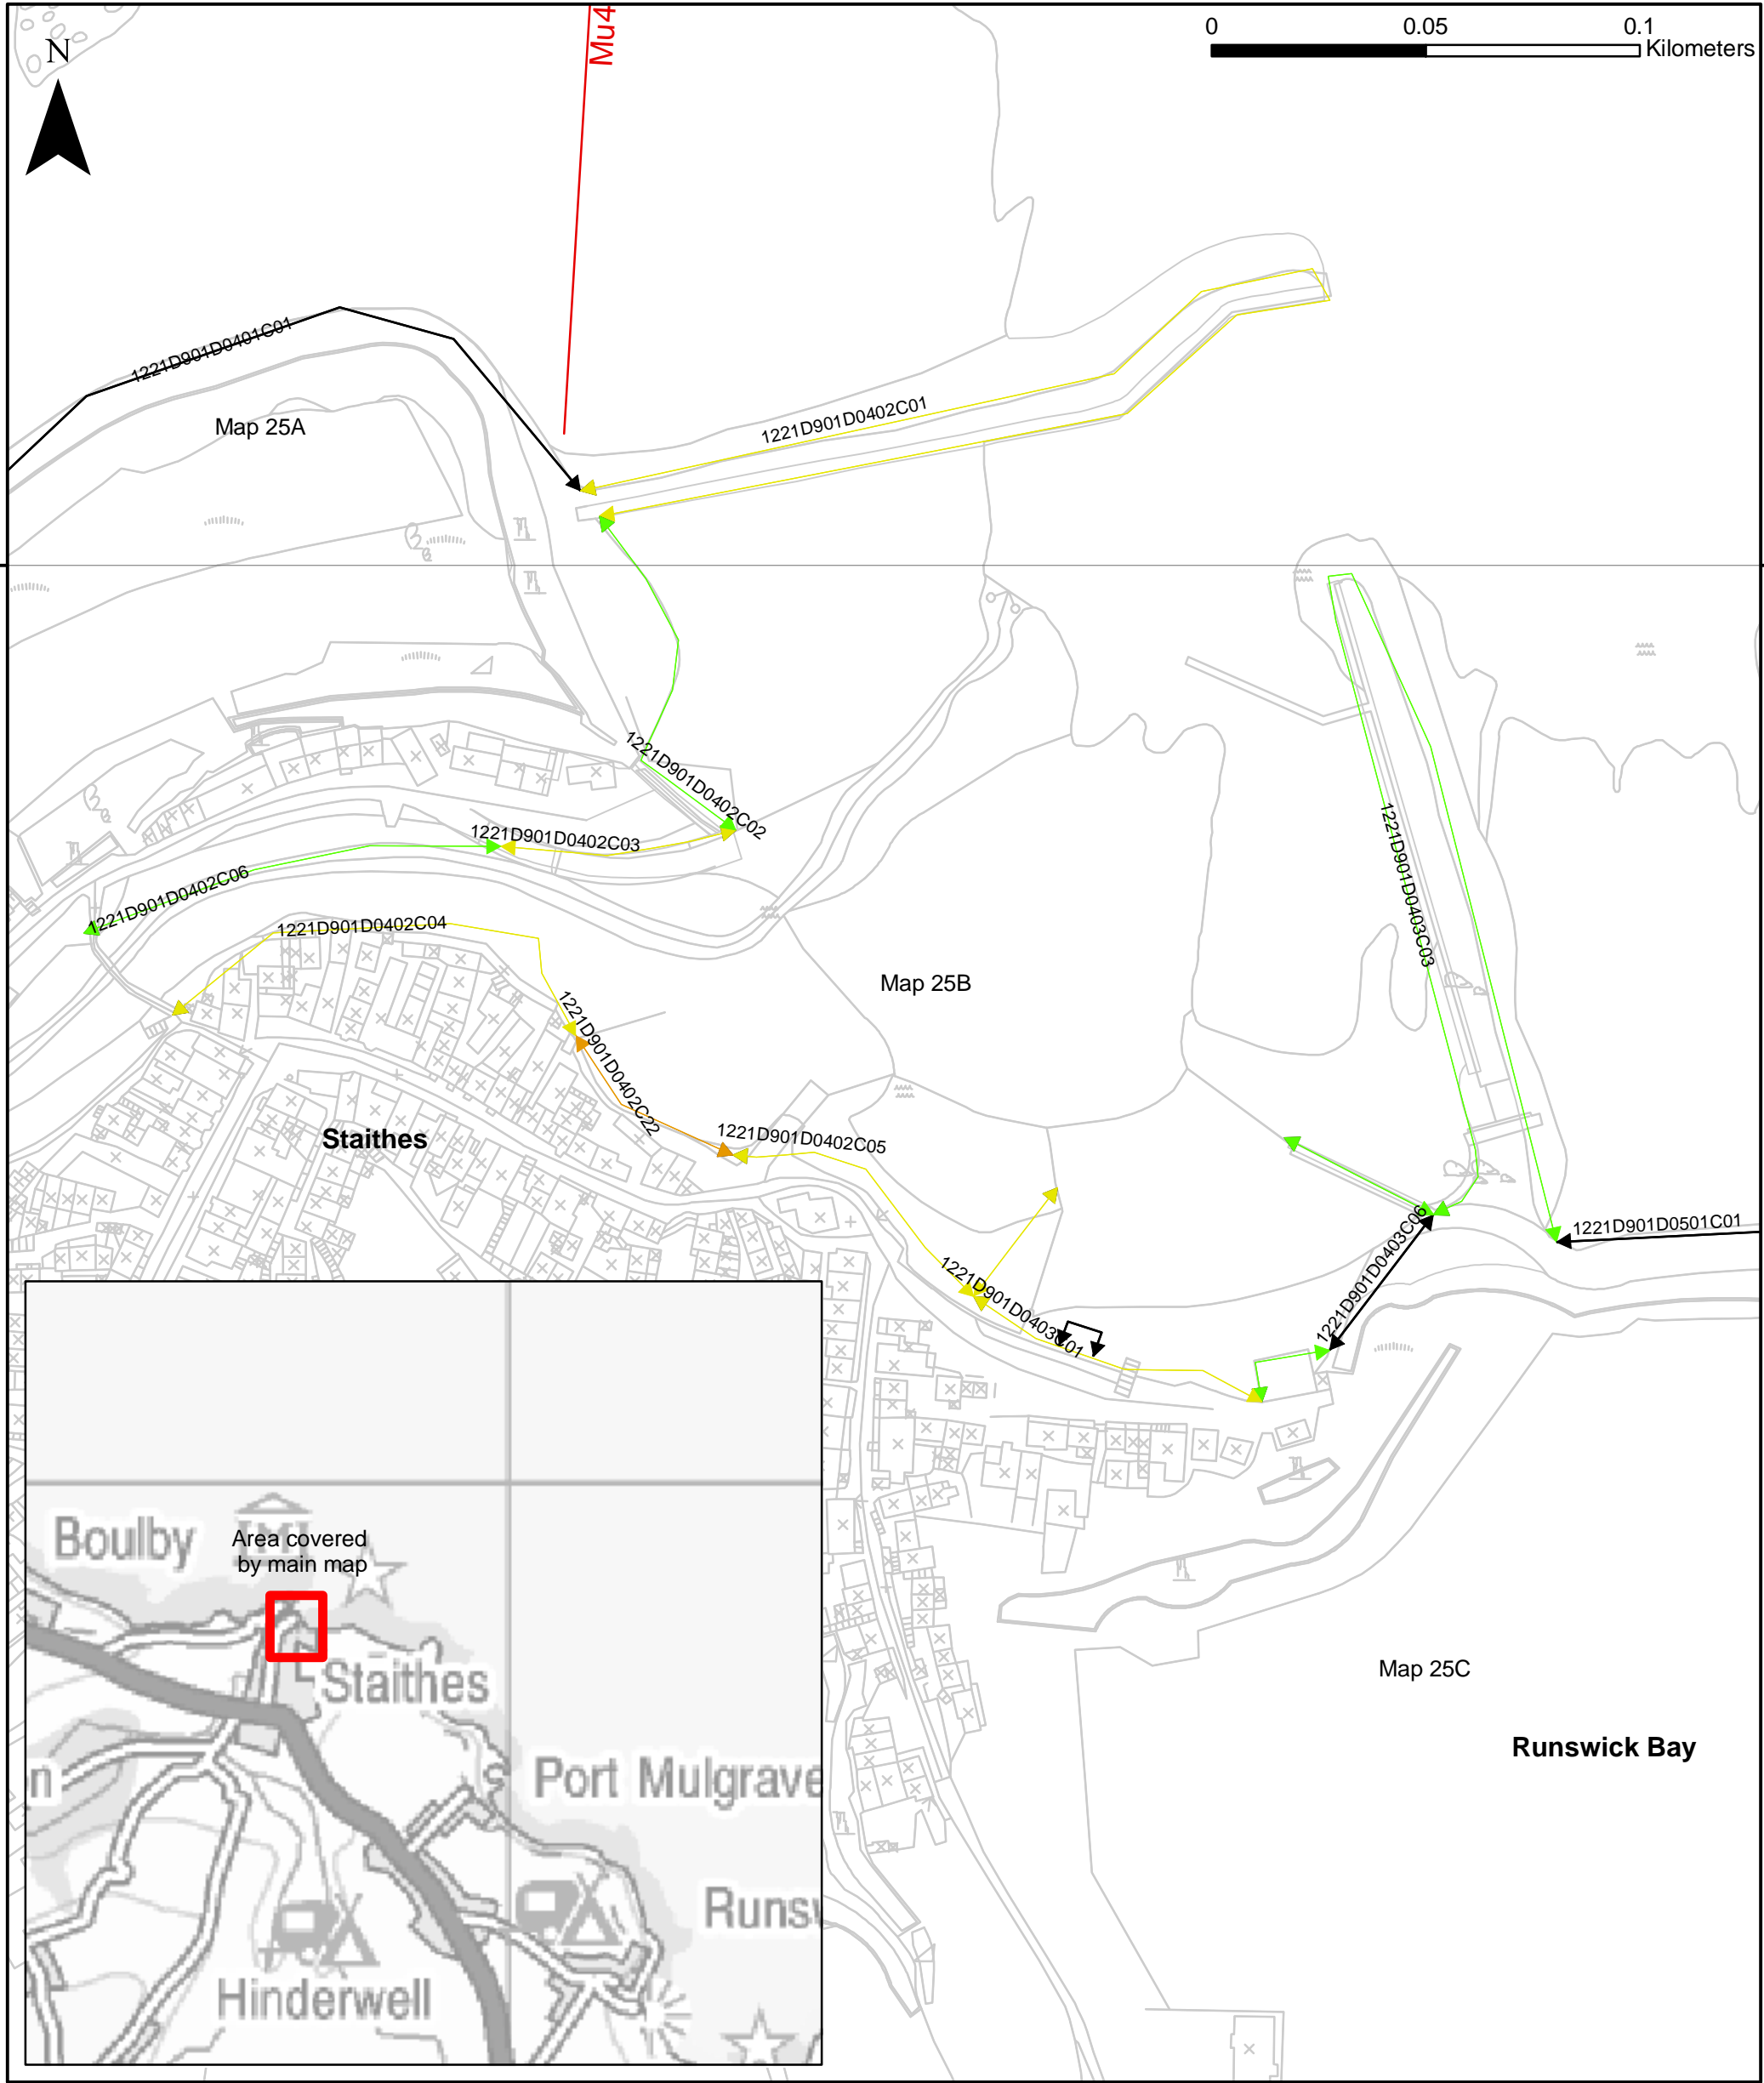 0 0.05 0.1
Kilometers
N
Mu4
1221D901D0401C01
Map 25A
1221D901D0402C01
1221D901D0402C02
1221D901D0402C03
1221D901D0403C03
1221D901D0402C06
1221D901D0402C04
Map 25B
1221D901D0402C22
Staithes
1221D901D0402C05
1221D901D0403C06
1221D901D0501C01
1221D901D0403C01
Boulby
Area covered
by main map
Staithes
Map 25C
Runswick Bay
n
Port Mulgrave
Runsw
Hinderwell